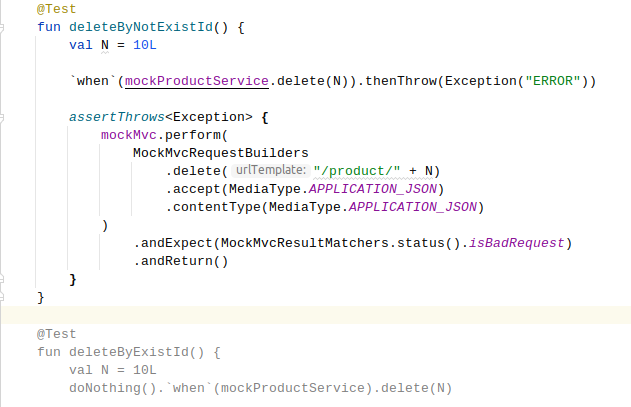 @Test
fun deleteByNotExistId() {
val N = 10L
`when`(mockProductService.delete(N)).thenThrow(Exception("ERROR"))
assertThrows<Exception> {
mockMvc.perform(
MockMvcRequestBuilders
.delete( urlTemplate: "/product/" + N)
.accept(MediaType.APPLICATION_JSON)
.contentType(MediaType.APPLICATION_JSON)
)
.andExpect(MockMvcResultMatchers.status().isBadRequest)
.andReturn()
}
}
@Test
fun deleteByExistId() {
val N = 10L
doNothing().`when`(mockProductService).delete(N)